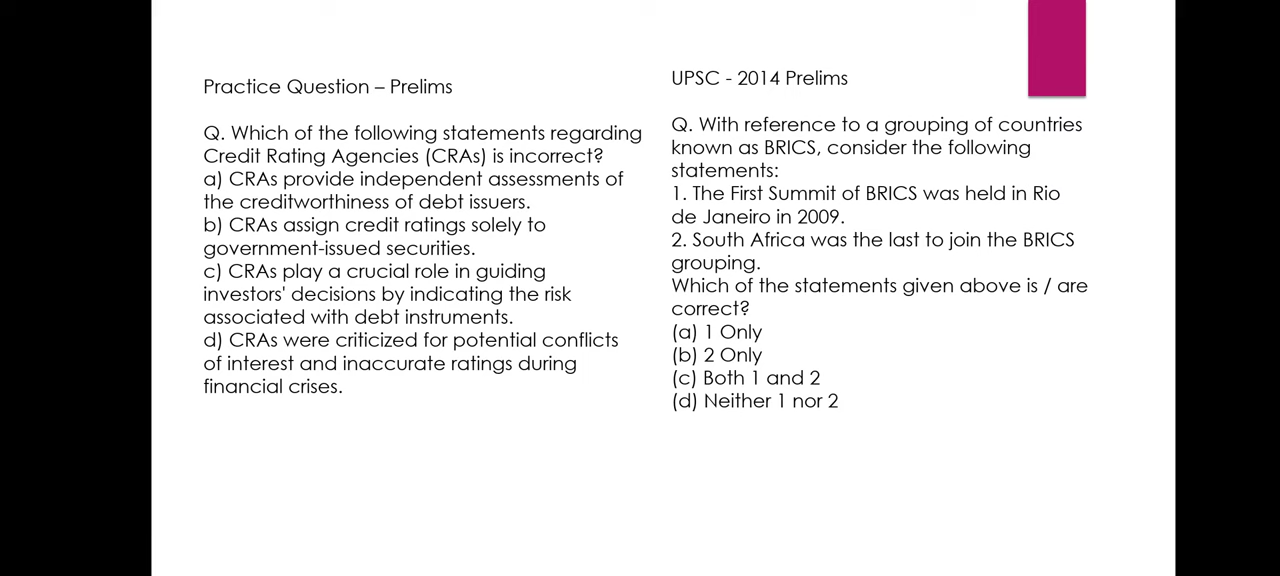 Practice Question – Prelims
Q. Which of the following statements regarding
Credit Rating Agencies (CRAs) is incorrect?
a) CRAs provide independent assessments of
the creditworthiness of debt issuers.
b) CRAs assign credit ratings solely to
government-issued securities.
c) CRAs play a crucial role in guiding
investors' decisions by indicating the risk
associated with debt instruments.
d) CRAs were criticized for potential conflicts
of interest and inaccurate ratings during
financial crises.
UPSC - 2014 Prelims
Q. With reference to a grouping of countries
known as BRICS, consider the following
statements:
1. The First Summit of BRICS was held in Rio
de Janeiro in 2009.
2. South Africa was the last to join the BRICS
grouping.
Which of the statements given above is / are
correct?
(a) 1 Only
(b) 2 Only
(c) Both 1 and 2
(d) Neither 1 nor 2